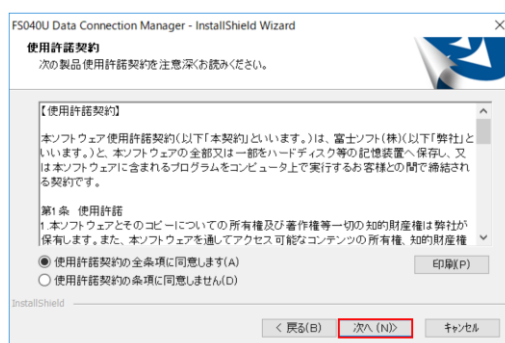 FS040U Data Connection Manager - InstallShield Wizard
使用許諾契約
次の製品使用許諾契約を注意深くお読みください。
【使用許諾契約】
本ソフトウェア使用許諾契約(以下「本契約」といいます。)は、富士ソフト(株)(以下「弊社」と
いいます。)と、本ソフトウェアの全部又は一部をハードディスク等の記憶装置へ保存し、又
は本ソフトウェアに含まれるプログラムをコンピュータ上で実行するお客様との間で締結され
る契約です。
第1条 使用許諾
1.本ソフトウェアとそのコピーについての所有権及び著作権等一切の知的財産権は弊社が
保有します。また、本ソフトウェアを通してアクセス可能なコンテンツの所有権、知的財産権
使用許諾契約の全条項に同意します(A)
印刷(P)
使用許諾契約の条項に同意しません(D)
InstallShield
< 戻る(B)
次へ (N)>
キャンセル